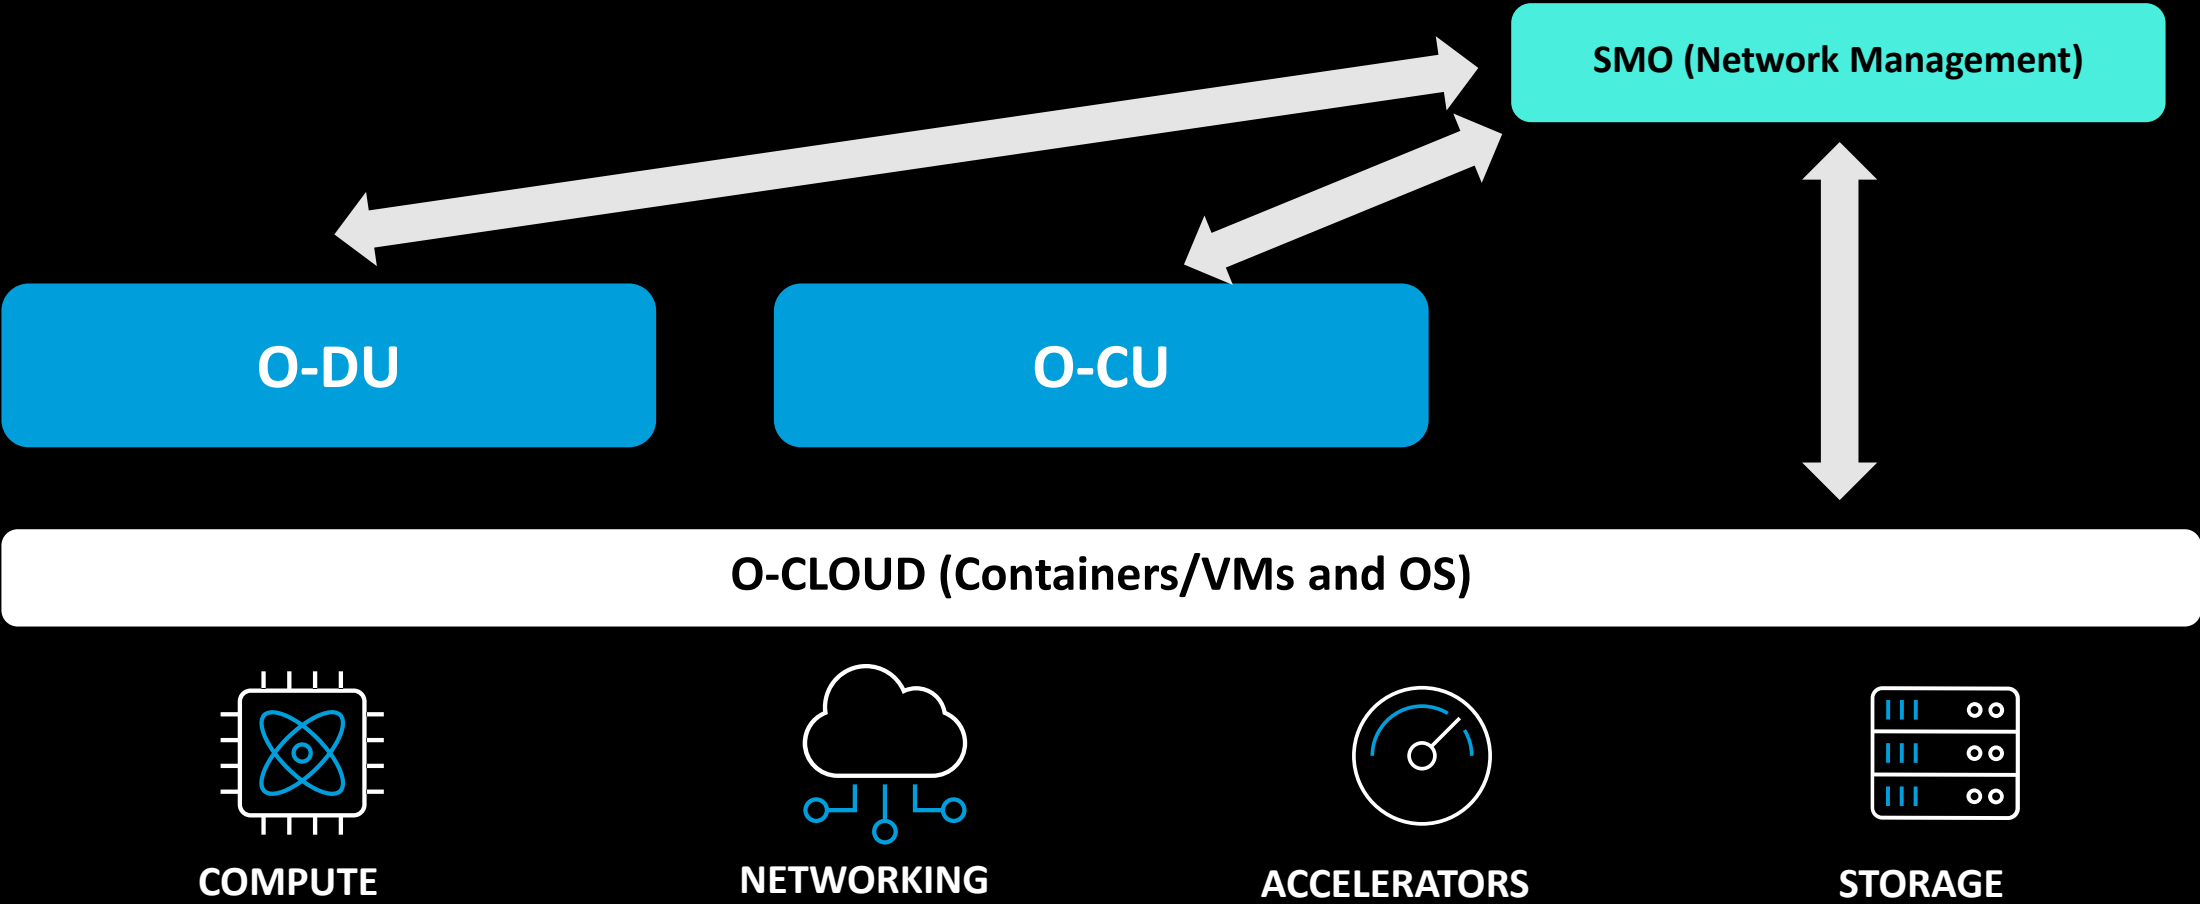 SMO (Network Management)
O-DU
O-CU
O-CLOUD (Containers/VMs and OS)
COMPUTE
NETWORKING
ACCELERATORS
STORAGE